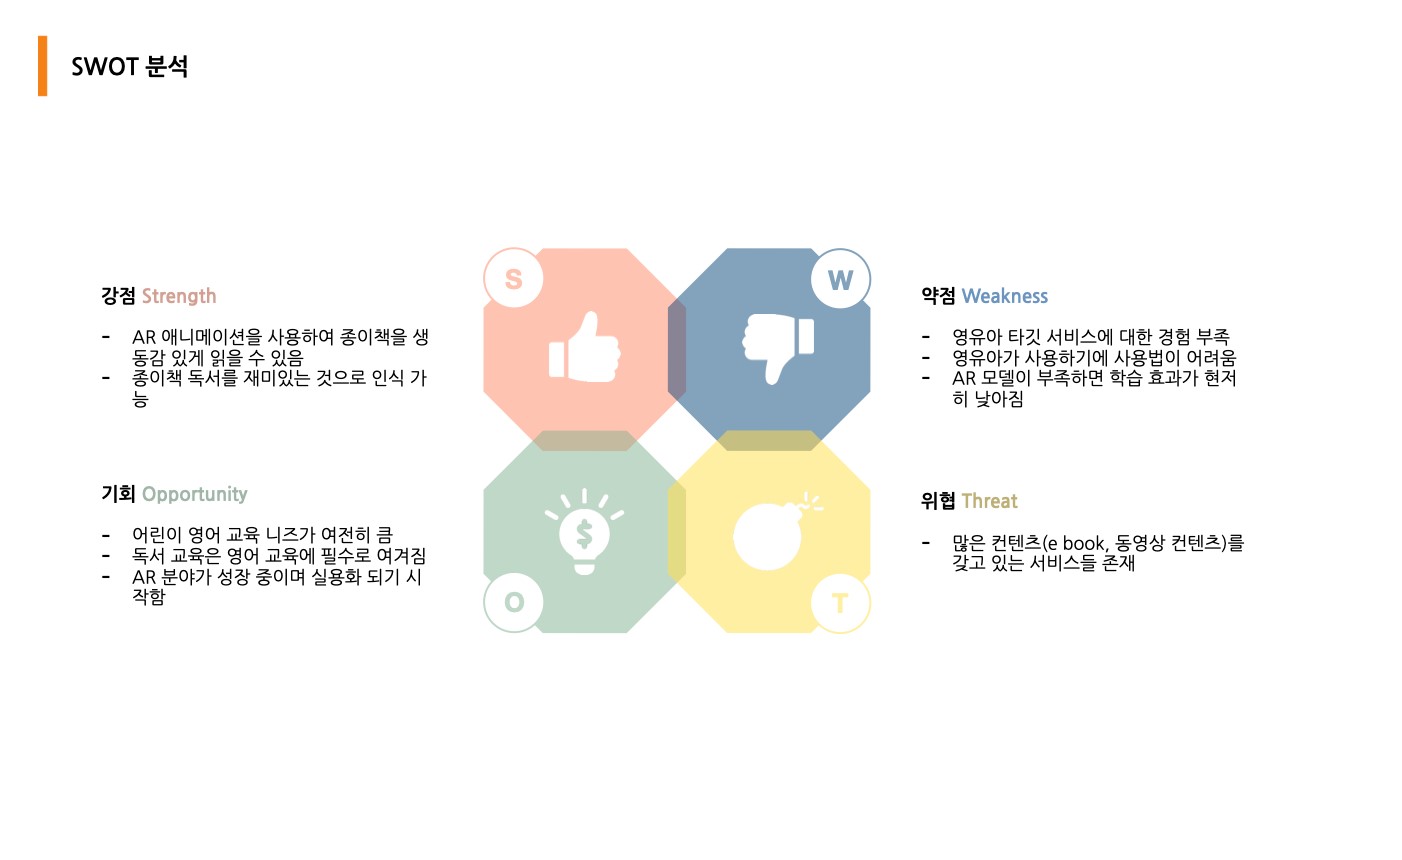 SWOT 분석
강점 Strength
- AR 애니메이션을 사용하여 종이책을 생
동감 있게 읽을 수 있음
- 종이책 독서를 재미있는 것으로 인식 가
능
S
W
약점 Weakness
- 영유아 타깃 서비스에 대한 경험 부족
- 영유아가 사용하기에 사용법이 어려움
- AR 모델이 부족하면 학습 효과가 현저
히 낮아짐
기회 Opportunity
- 어린이 영어 교육 니즈가 여전히 큼
- 독서 교육은 영어 교육에 필수로 여겨짐
- AR 분야가 성장 중이며 실용화 되기 시
작함
$
O
T
위협 Threat
- 많은 컨텐츠(e book, 동영상 컨텐츠)를
갖고 있는 서비스들 존재